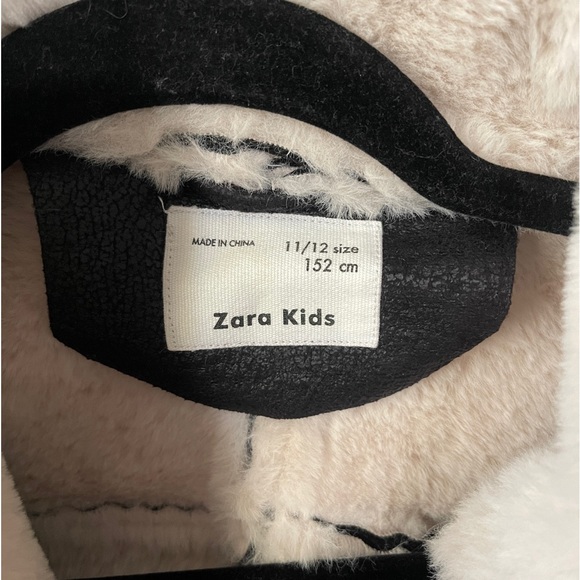 MADE IN CHINA
11/12 size
152 cm
Zara Kids